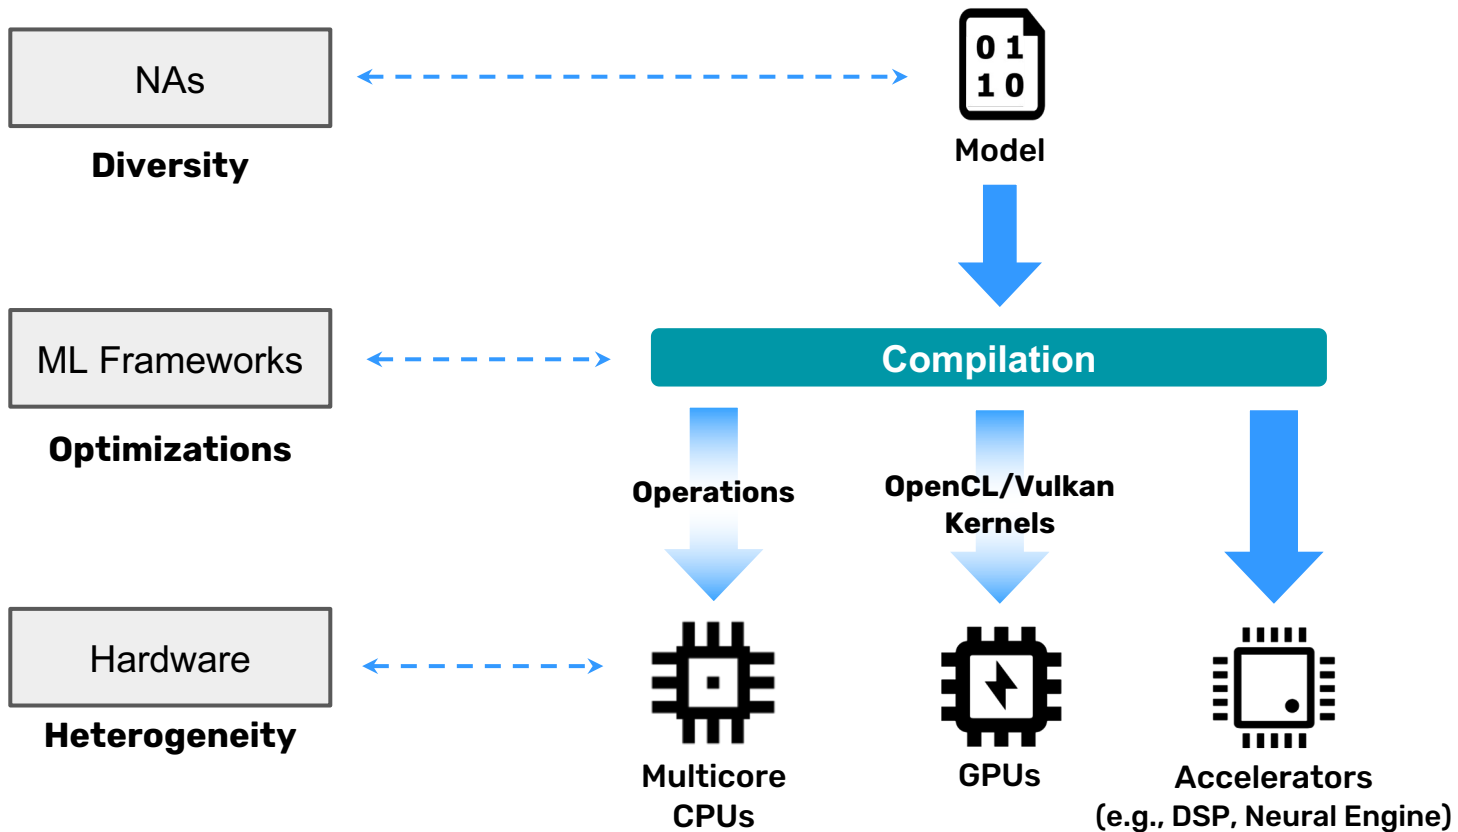 NAs
Diversity
0 1
1 0
Model
ML Frameworks
Optimizations
Compilation
Operations
OpenCL/Vulkan
Kernels
Hardware
Heterogeneity
Multicore
CPUs
GPUs
Accelerators
(e.g., DSP, Neural Engine)